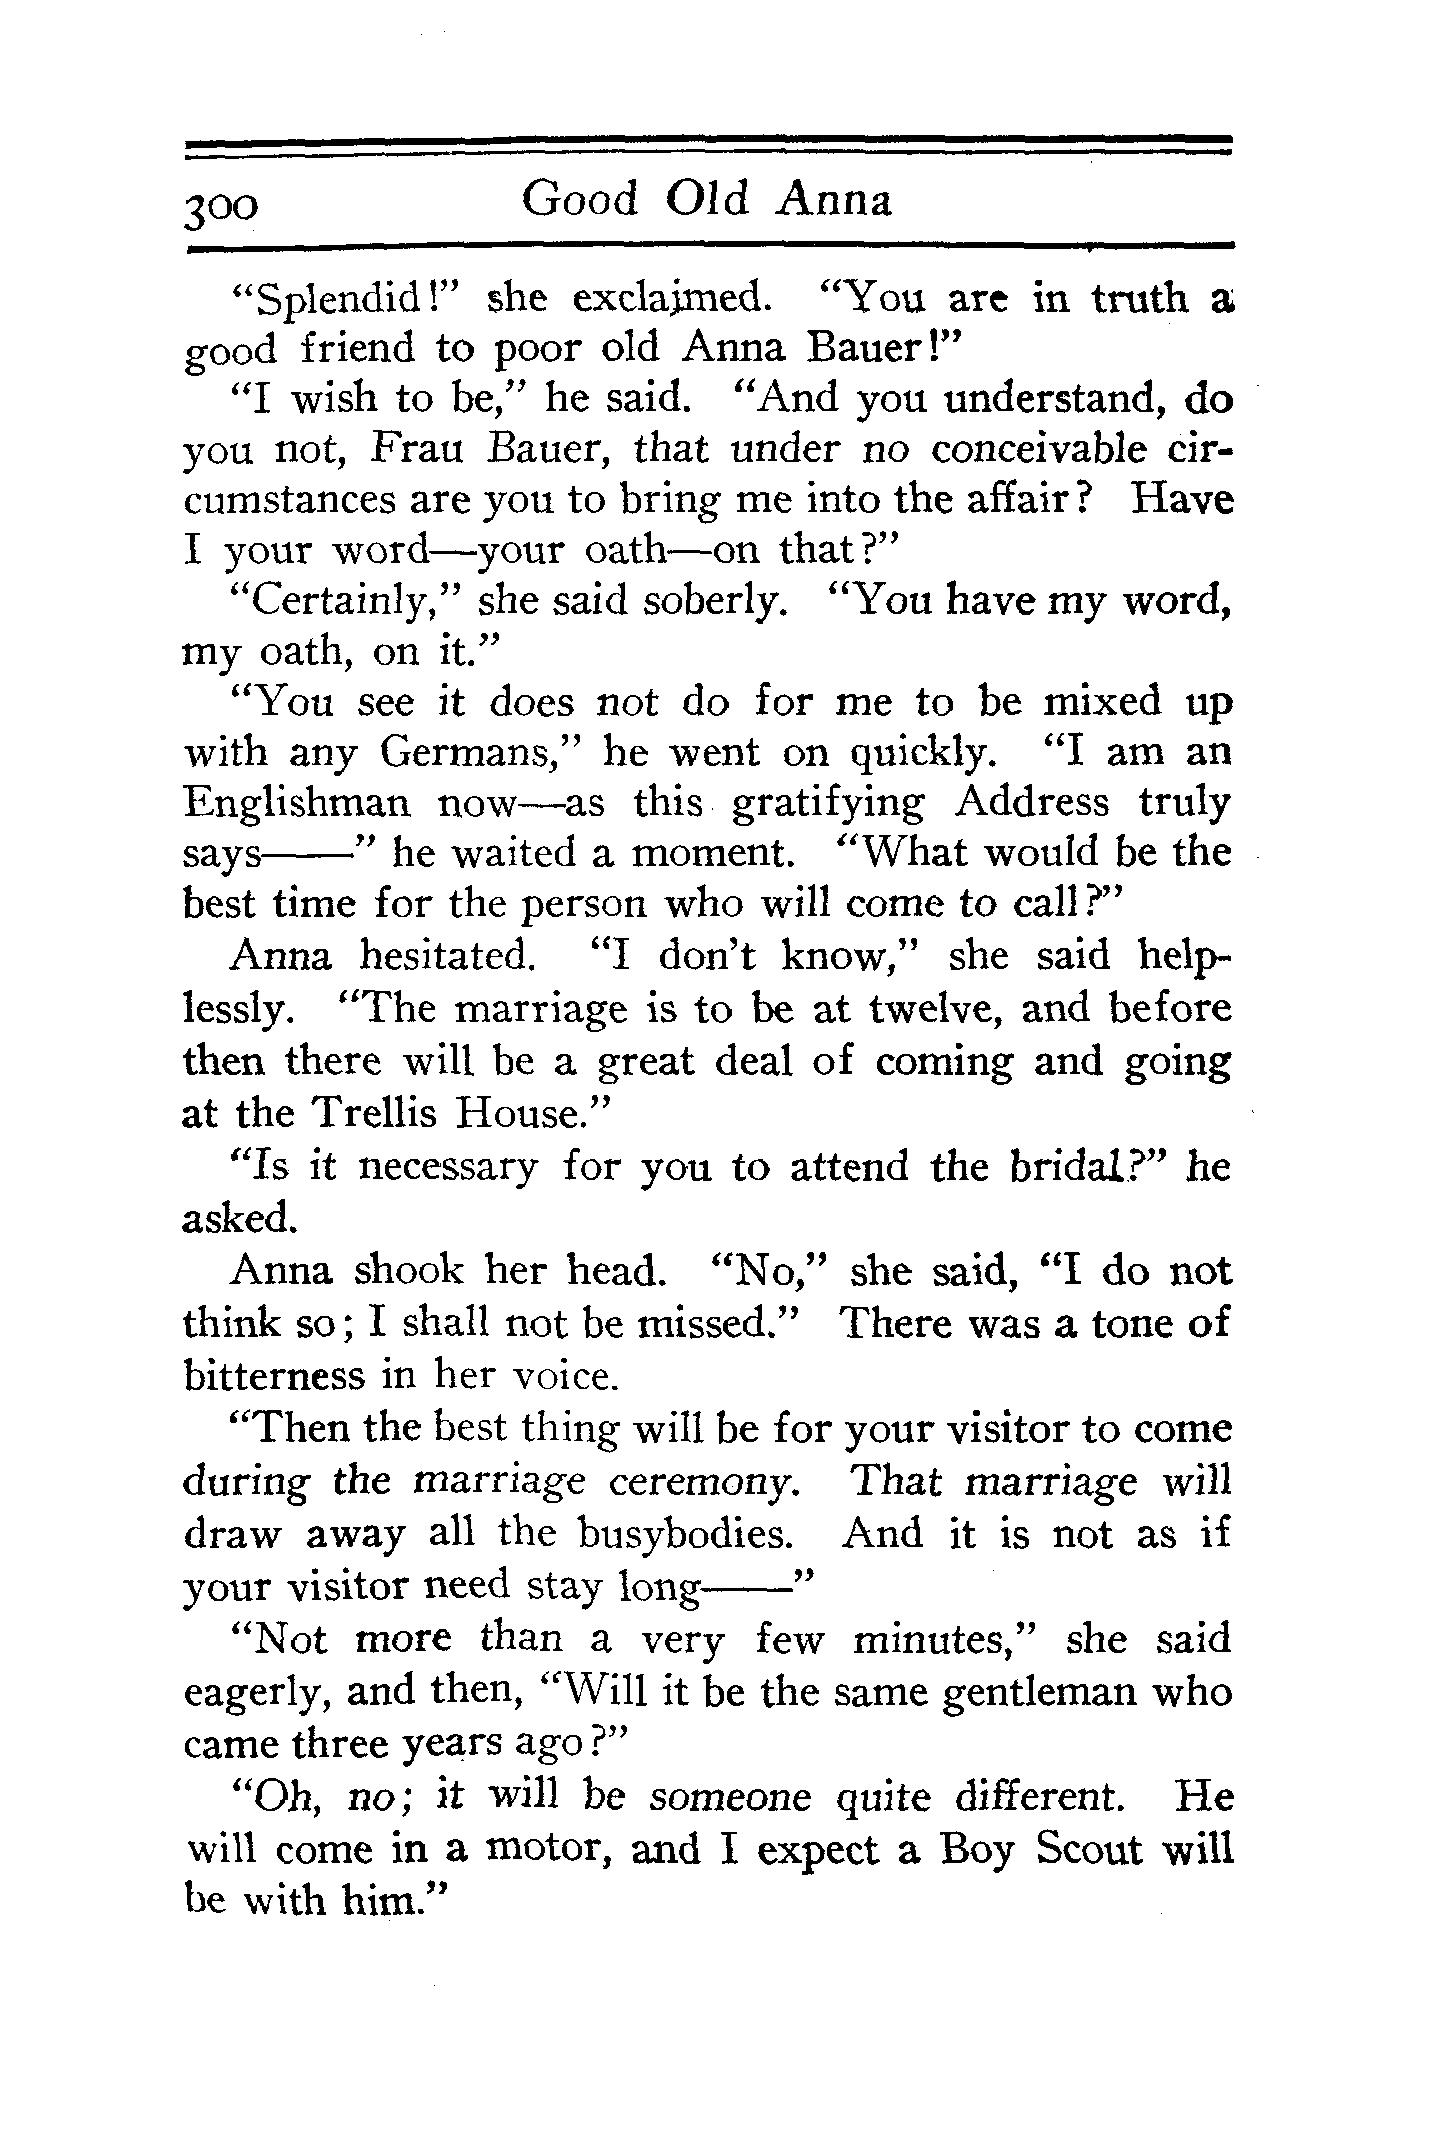 300 Good Old Anna
“Splendid!” she exclaimed. “You are in truth a
good friend to poor old Anna Bauer!”
“I wish to be,” he said. “And you understand, do
you not, Frau Bauer, that under no conceivable cir-
cumstances are you to bring me into the affair? Have
I your word—your oath—on that?”
“Certainly,” she said soberly. “You have my word,
my oath, on it.”
“You see it does not do for me to be mixed up
with any Germans,” he went on quickly. “I am an
Englishman now—as this gratifying Address truly
says——” he waited a moment. “What would be the
best time for the person who will come to call?”
Anna hesitated. “I don’t know,” she said help-
lessly. “The marriage is to be at twelve, and before
then there will be a great deal of coming and going
at the Trellis House.”
“Is it necessary for you to attend the bridal?” he
asked.
Anna shook her head. “No,” she said, “I do not
think so; I shall not be missed.” There was a tone of
bitterness in her voice.
“Then the best thing will be for your visitor to come
during the marriage ceremony. That marriage will
draw away all the busybodies. And it is not as if
your visitor need stay long——”
“Not more than a very few minutes,” she said
eagerly, and then, “Will it be the same gentleman who
came three years ago?”
“Oh, no; it will be someone quite different. He
will come in a motor, and I expect a Boy Scout will
be with him.”